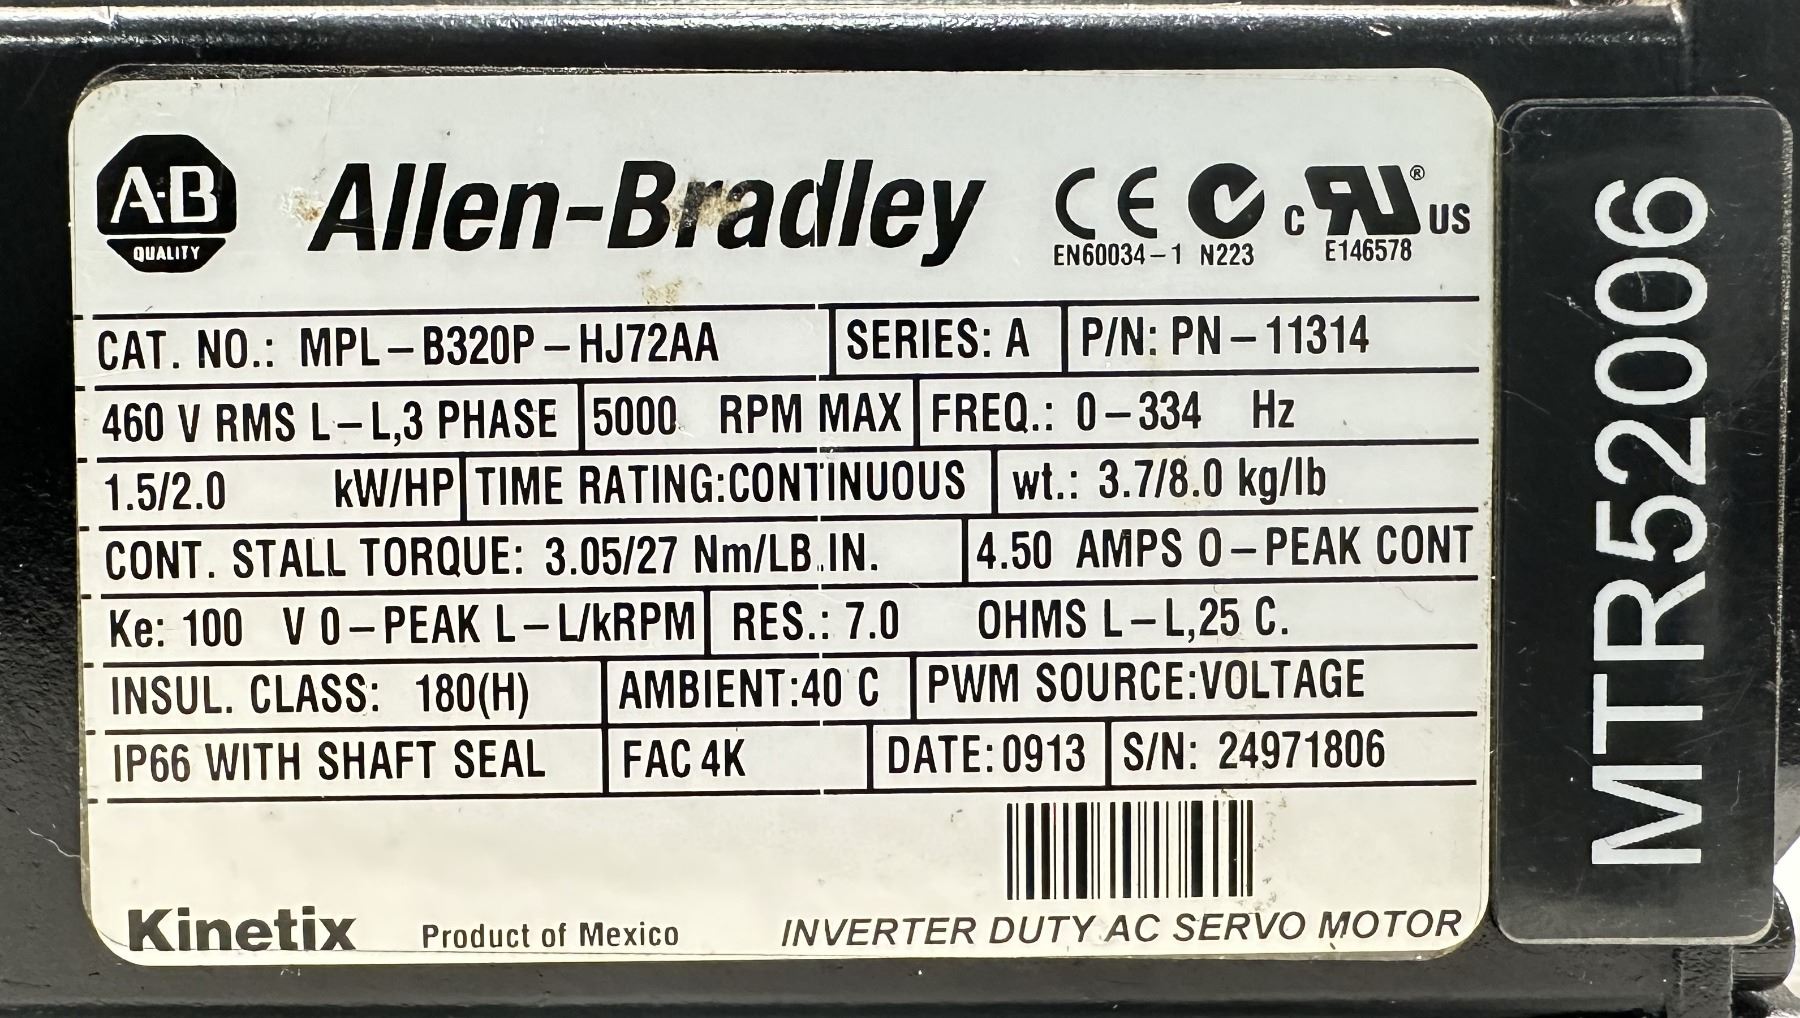 A-B
QUALITY
Allen-Bradley
CE
EN60034-1 N223
c RU ® US
E146578
CAT. NO.: MPL-B320P-HJ72AA SERIES: A P/N: PN-11314
460 V RMS L-L,3 PHASE 5000 RPM MAX FREQ.: 0-334 Hz
1.5/2.0 kW/HP TIME RATING:CONTINUOUS wt.: 3.7/8.0 kg/lb
CONT. STALL TORQUE: 3.05/27 Nm/LB.IN. 4.50 AMPS 0-PEAK CONT
Ke: 100 V 0-PEAK L-L/kRPM RES.: 7.0 OHMS L-L,25 C.
INSUL. CLASS: 180(H) AMBIENT:40 C PWM SOURCE:VOLTAGE
IP66 WITH SHAFT SEAL FAC 4K DATE:0913 S/N: 24971806
Kinetix Product of Mexico INVERTER DUTY AC SERVO MOTOR
MTR52006